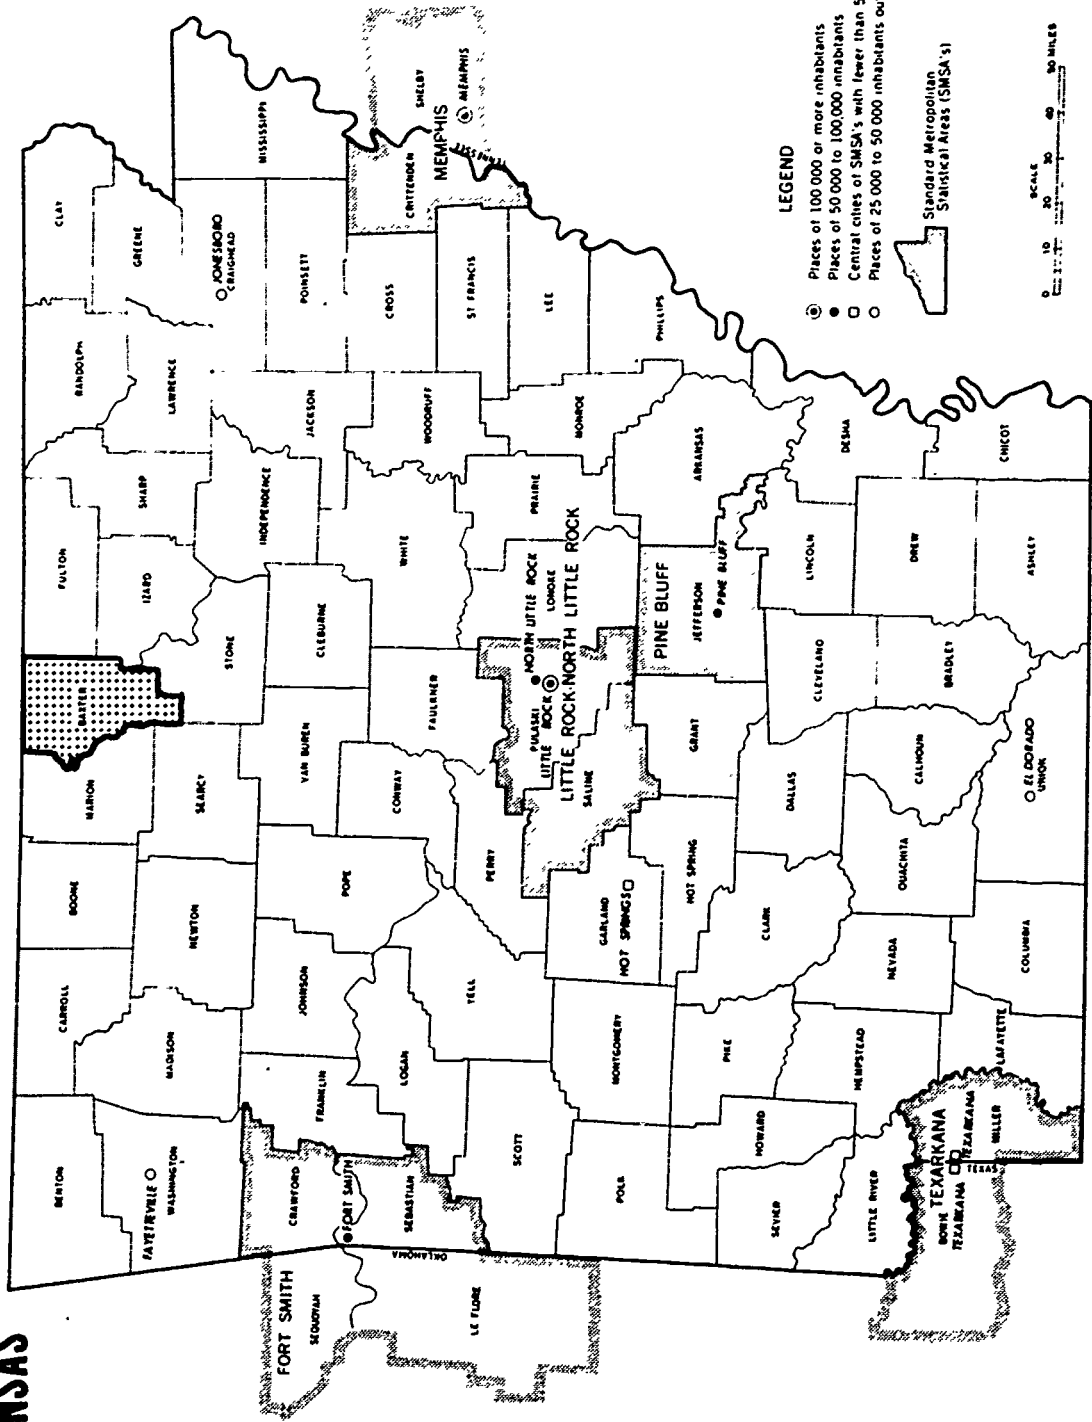 NSAS
BENTON
CARROLL
BOONE
MARION
BAXTER
FULTON
RANDOLPH
CLAY
FAYETTEVILLE
WASHINGTON
MADISON
NEWTON
SEARCY
STONE
IZARD
SHARP
LAWRENCE
GREENE
MISSISSIPPI
CRAWFORD
FRANKLIN
JOHNSON
POPE
VAN BUREN
CLEBURNE
INDEPENDENCE
JACKSON
POINSETT
JONESBORO
CRAIGHEAD
FORT SMITH
SEQUOYAH
FORT SMITH
SEBASTIAN
LOGAN
CONWAY
FAULKNER
WHITE
WOODRUFF
CROSS
CRITTENDEN
SHELBY
MEMPHIS
MEMPHIS
TENNESSEE
OKLAHOMA
LE FLORE
SCOTT
YELL
PERRY
PULASKI
LITTLE ROCK
NORTH LITTLE ROCK
LITTLE ROCK-NORTH LITTLE ROCK
LONOKE
PRAIRIE
ST FRANCIS
LEE
MONROE
PHILLIPS
POLK
MONTGOMERY
GARLAND
HOT SPRINGS
SALINE
HOT SPRING
GRANT
PINE BLUFF
JEFFERSON
PINE BLUFF
ARKANSAS
SEVIER
HOWARD
PIKE
CLARK
DALLAS
CLEVELAND
LINCOLN
DESHA
LITTLE RIVER
HEMPSTEAD
NEVADA
OUACHITA
CALHOUN
BRADLEY
DREW
CHICOT
TEXARKANA
BOWIE
TEXARKANA
TEXARKANA
TEXAS
MILLER
LAFAYETTE
COLUMBIA
EL DORADO
UNION
ASHLEY
LEGEND
Places of 100 000 or more inhabitants
Places of 50 000 to 100,000 inhabitants
Central cities of SMSA's with fewer than 5
Places of 25 000 to 50 000 inhabitants ou
Standard Metropolitan
Statistical Areas (SMSA's)
SCALE
0 10 20 30 40 50 MILES